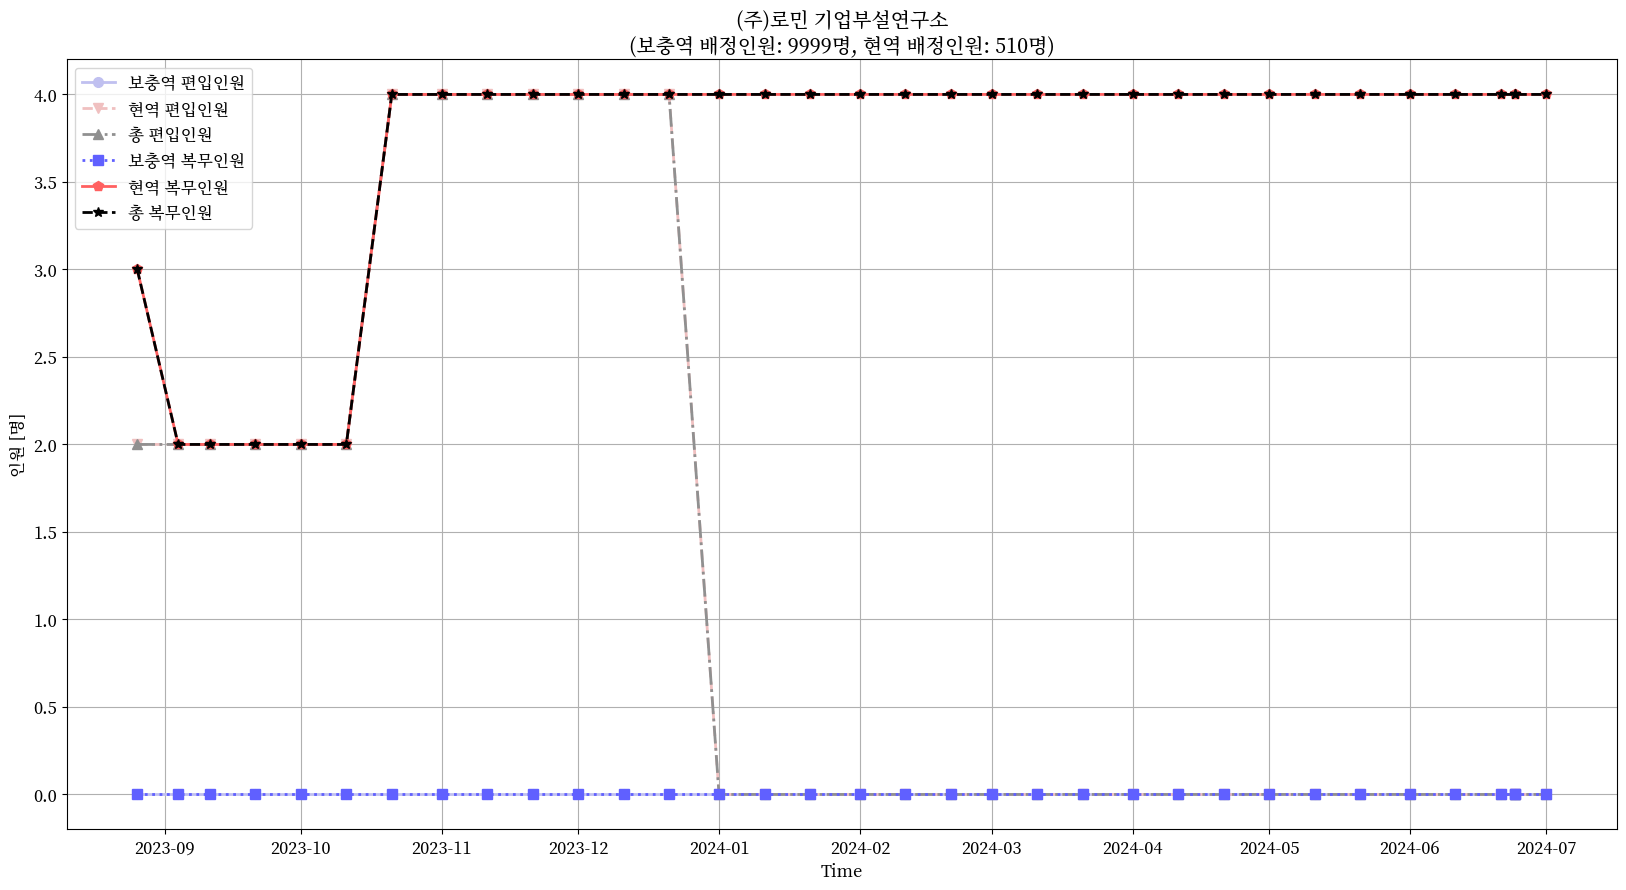 (주)로민 기업부설연구소
(보충역 배정인원: 9999명, 현역 배정인원: 510명)
보충역 편입인원
현역 편입인원
총 편입인원
보충역 복무인원
현역 복무인원
총 복무인원
인원 [명]
4.0
3.5
3.0
2.5
2.0
1.5
1.0
0.5
0.0
2023-09
2023-10
2023-11
2023-12
2024-01
2024-02
2024-03
2024-04
2024-05
2024-06
2024-07
Time